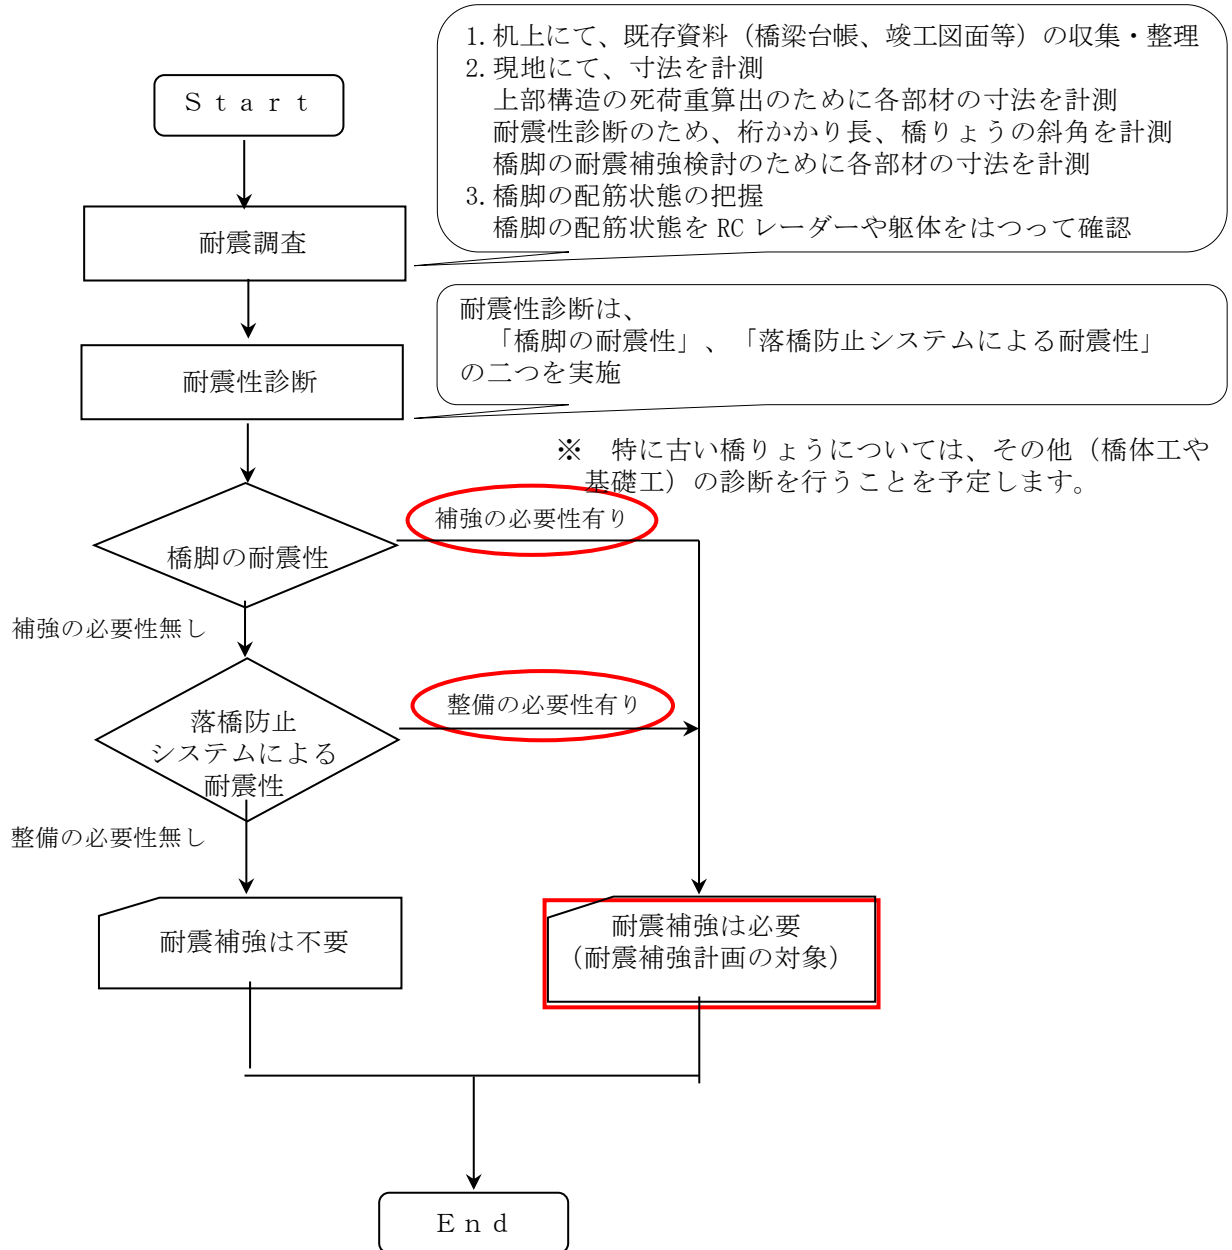 Ｓｔａｒｔ
1.机上にて、既存資料（橋梁台帳、竣工図面等）の収集・整理
2.現地にて、寸法を計測
上部構造の死荷重算出のために各部材の寸法を計測
耐震性診断のため、桁かかり長、橋りょうの斜角を計測
橋脚の耐震補強検討のために各部材の寸法を計測
3.橋脚の配筋状態の把握
橋脚の配筋状態を RC レーダーや躯体をはつって確認
耐震調査
耐震性診断は、
「橋脚の耐震性」、「落橋防止システムによる耐震性」
の二つを実施
耐震性診断
※　特に古い橋りょうについては、その他（橋体工や
基礎工）の診断を行うことを予定します。
補強の必要性有り
橋脚の耐震性
補強の必要性無し
整備の必要性有り
落橋防止
システムによる
耐震性
整備の必要性無し
耐震補強は不要
耐震補強は必要
（耐震補強計画の対象）
Ｅｎｄ